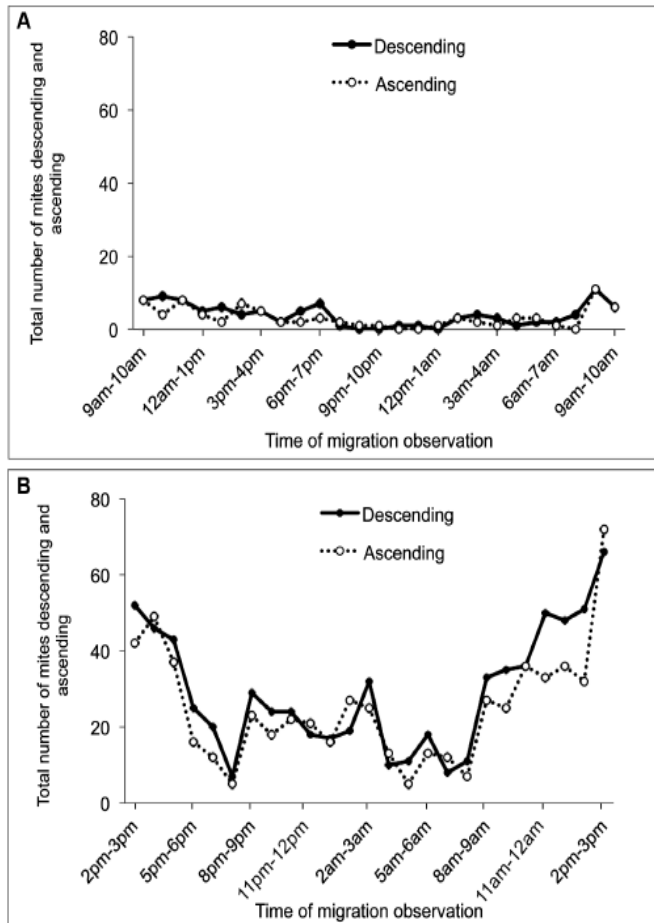 A
Total number of mites descending and
ascending
80
60
40
20
0
Descending
Ascending
9am-10am
12am-1pm
3pm-4pm
6pm-7pm
9pm-10pm
12pm-1am
3am-4am
6am-7am
9am-10am
Time of migration observation
B
Total number of mites descending and
ascending
80
60
40
20
0
Descending
Ascending
2pm-3pm
5pm-6pm
8pm-9pm
11pm-12pm
2am-3am
5am-6am
8am-9am
11am-12am
2pm-3pm
Time of migration observation